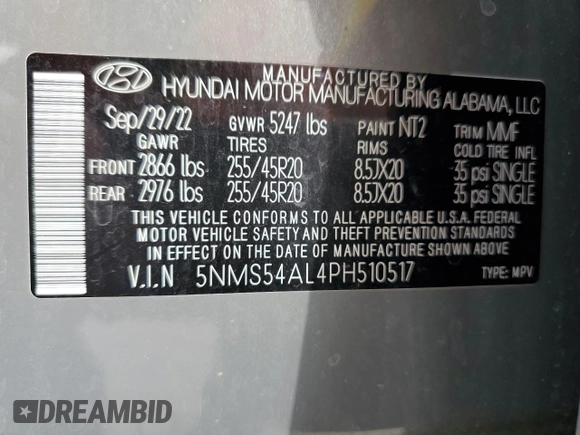 MANUFACTURED BY
HYUNDAI MOTOR MANUFACTURING ALABAMA, LLC
Sep/29/22 GVWR 5247 lbs PAINT NT2 TRIM MMF
GAWR TIRES RIMS COLD TIRE INFL
FRONT 2866 lbs 255/45R20 8.5JX20 35 psi SINGLE
REAR 2976 lbs 255/45R20 8.5JX20 35 psi SINGLE
THIS VEHICLE CONFORMS TO ALL APPLICABLE U.S.A. FEDERAL
MOTOR VEHICLE SAFETY AND THEFT PREVENTION STANDARDS
IN EFFECT ON THE DATE OF MANUFACTURE SHOWN ABOVE
V.I.N 5NMS54AL4PH510517 TYPE: MPV
DREAMBID